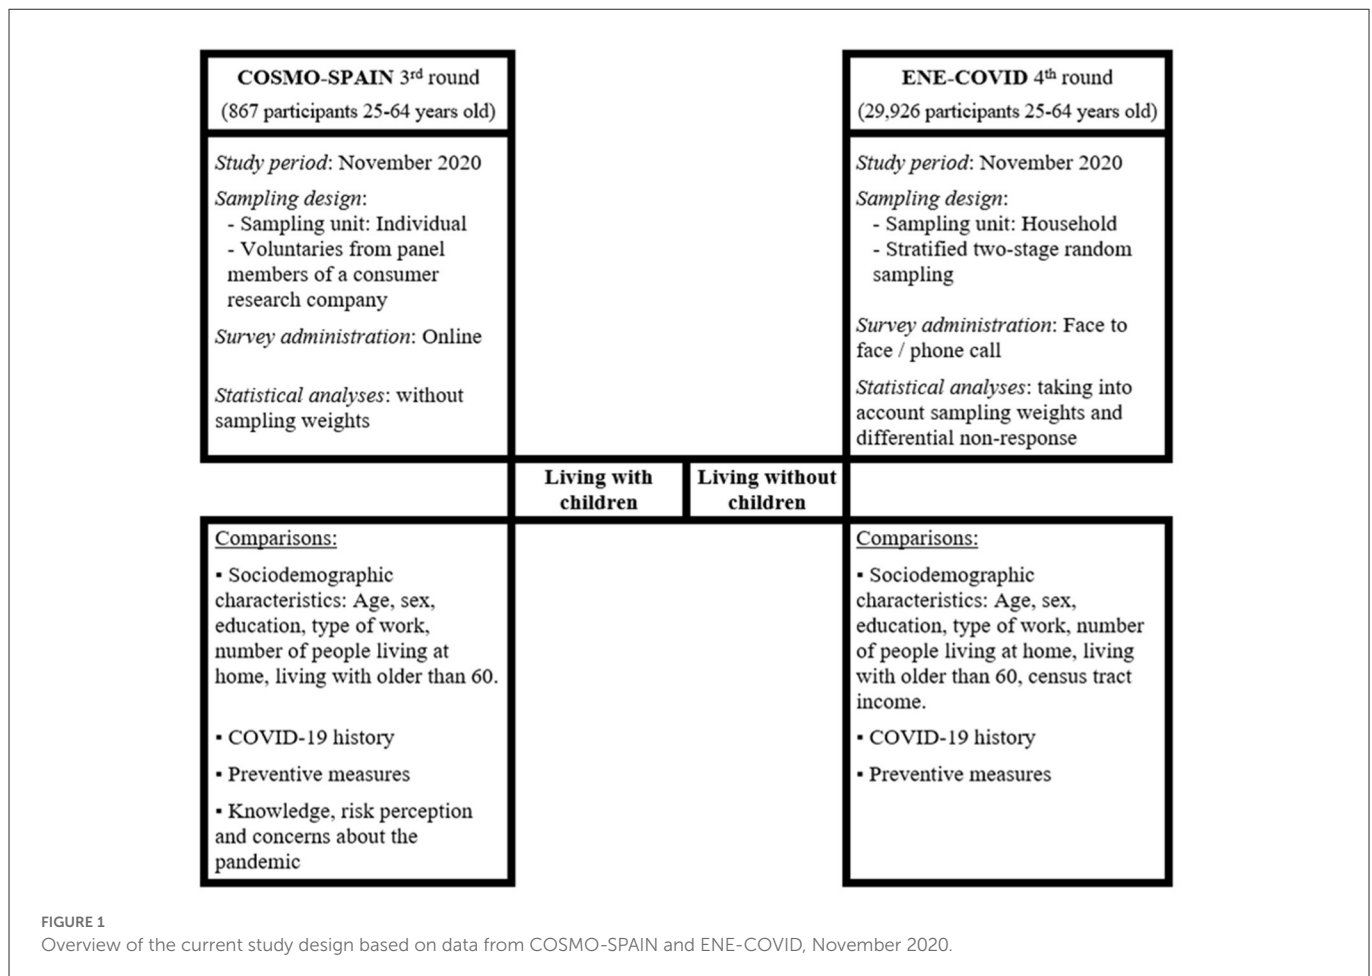 COSMO-SPAIN 3rd round
(867 participants 25-64 years old)
Study period: November 2020
Sampling design:
- Sampling unit: Individual
- Voluntaries from panel
members of a consumer
research company
Survey administration: Online
Statistical analyses: without
sampling weights
ENE-COVID 4th round
(29,926 participants 25-64 years old)
Study period: November 2020
Sampling design:
- Sampling unit: Household
- Stratified two-stage random
sampling
Survey administration: Face to
face / phone call
Statistical analyses: taking into
account sampling weights and
differential non-response
Living with
children
Living without
children
Comparisons:
▪ Sociodemographic
characteristics: Age, sex,
education, type of work,
number of people living at
home, living with older than 60.
▪ COVID-19 history
▪ Preventive measures
▪ Knowledge, risk perception
and concerns about the
pandemic
Comparisons:
▪ Sociodemographic
characteristics: Age, sex,
education, type of work, number
of people living at home, living
with older than 60, census tract
income.
▪ COVID-19 history
▪ Preventive measures
FIGURE 1
Overview of the current study design based on data from COSMO-SPAIN and ENE-COVID, November 2020.